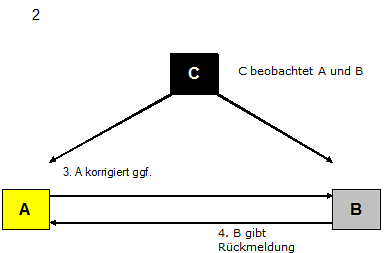 2
C
C beobachtet A und B
3. A korrigiert ggf.
A
B
4. B gibt
Rückmeldung